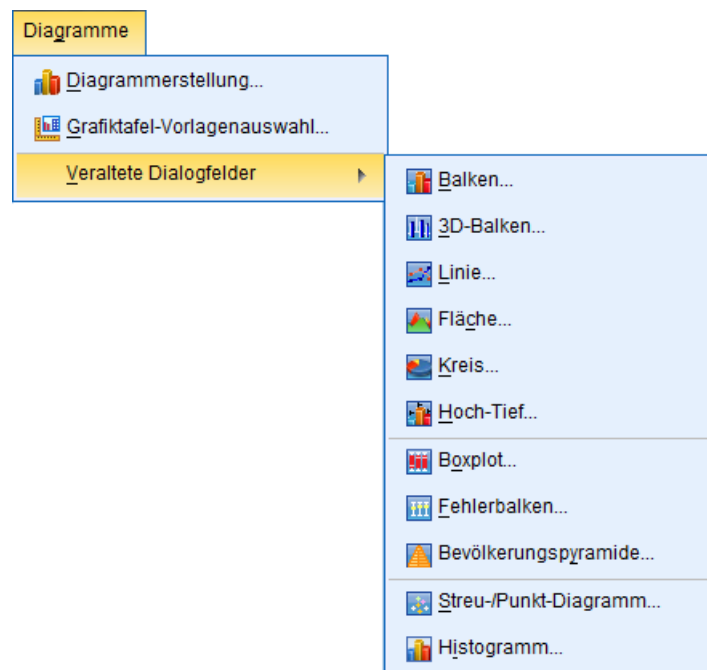 Diagramme
Diagrammerstellung...
Grafiktafel-Vorlagenauswahl...
Veraltete Dialogfelder
Balken...
3D-Balken...
Linie...
Fläche...
Kreis...
Hoch-Tief...
Boxplot...
Fehlerbalken...
Bevölkerungspyramide...
Streu-/Punkt-Diagramm...
Histogramm...